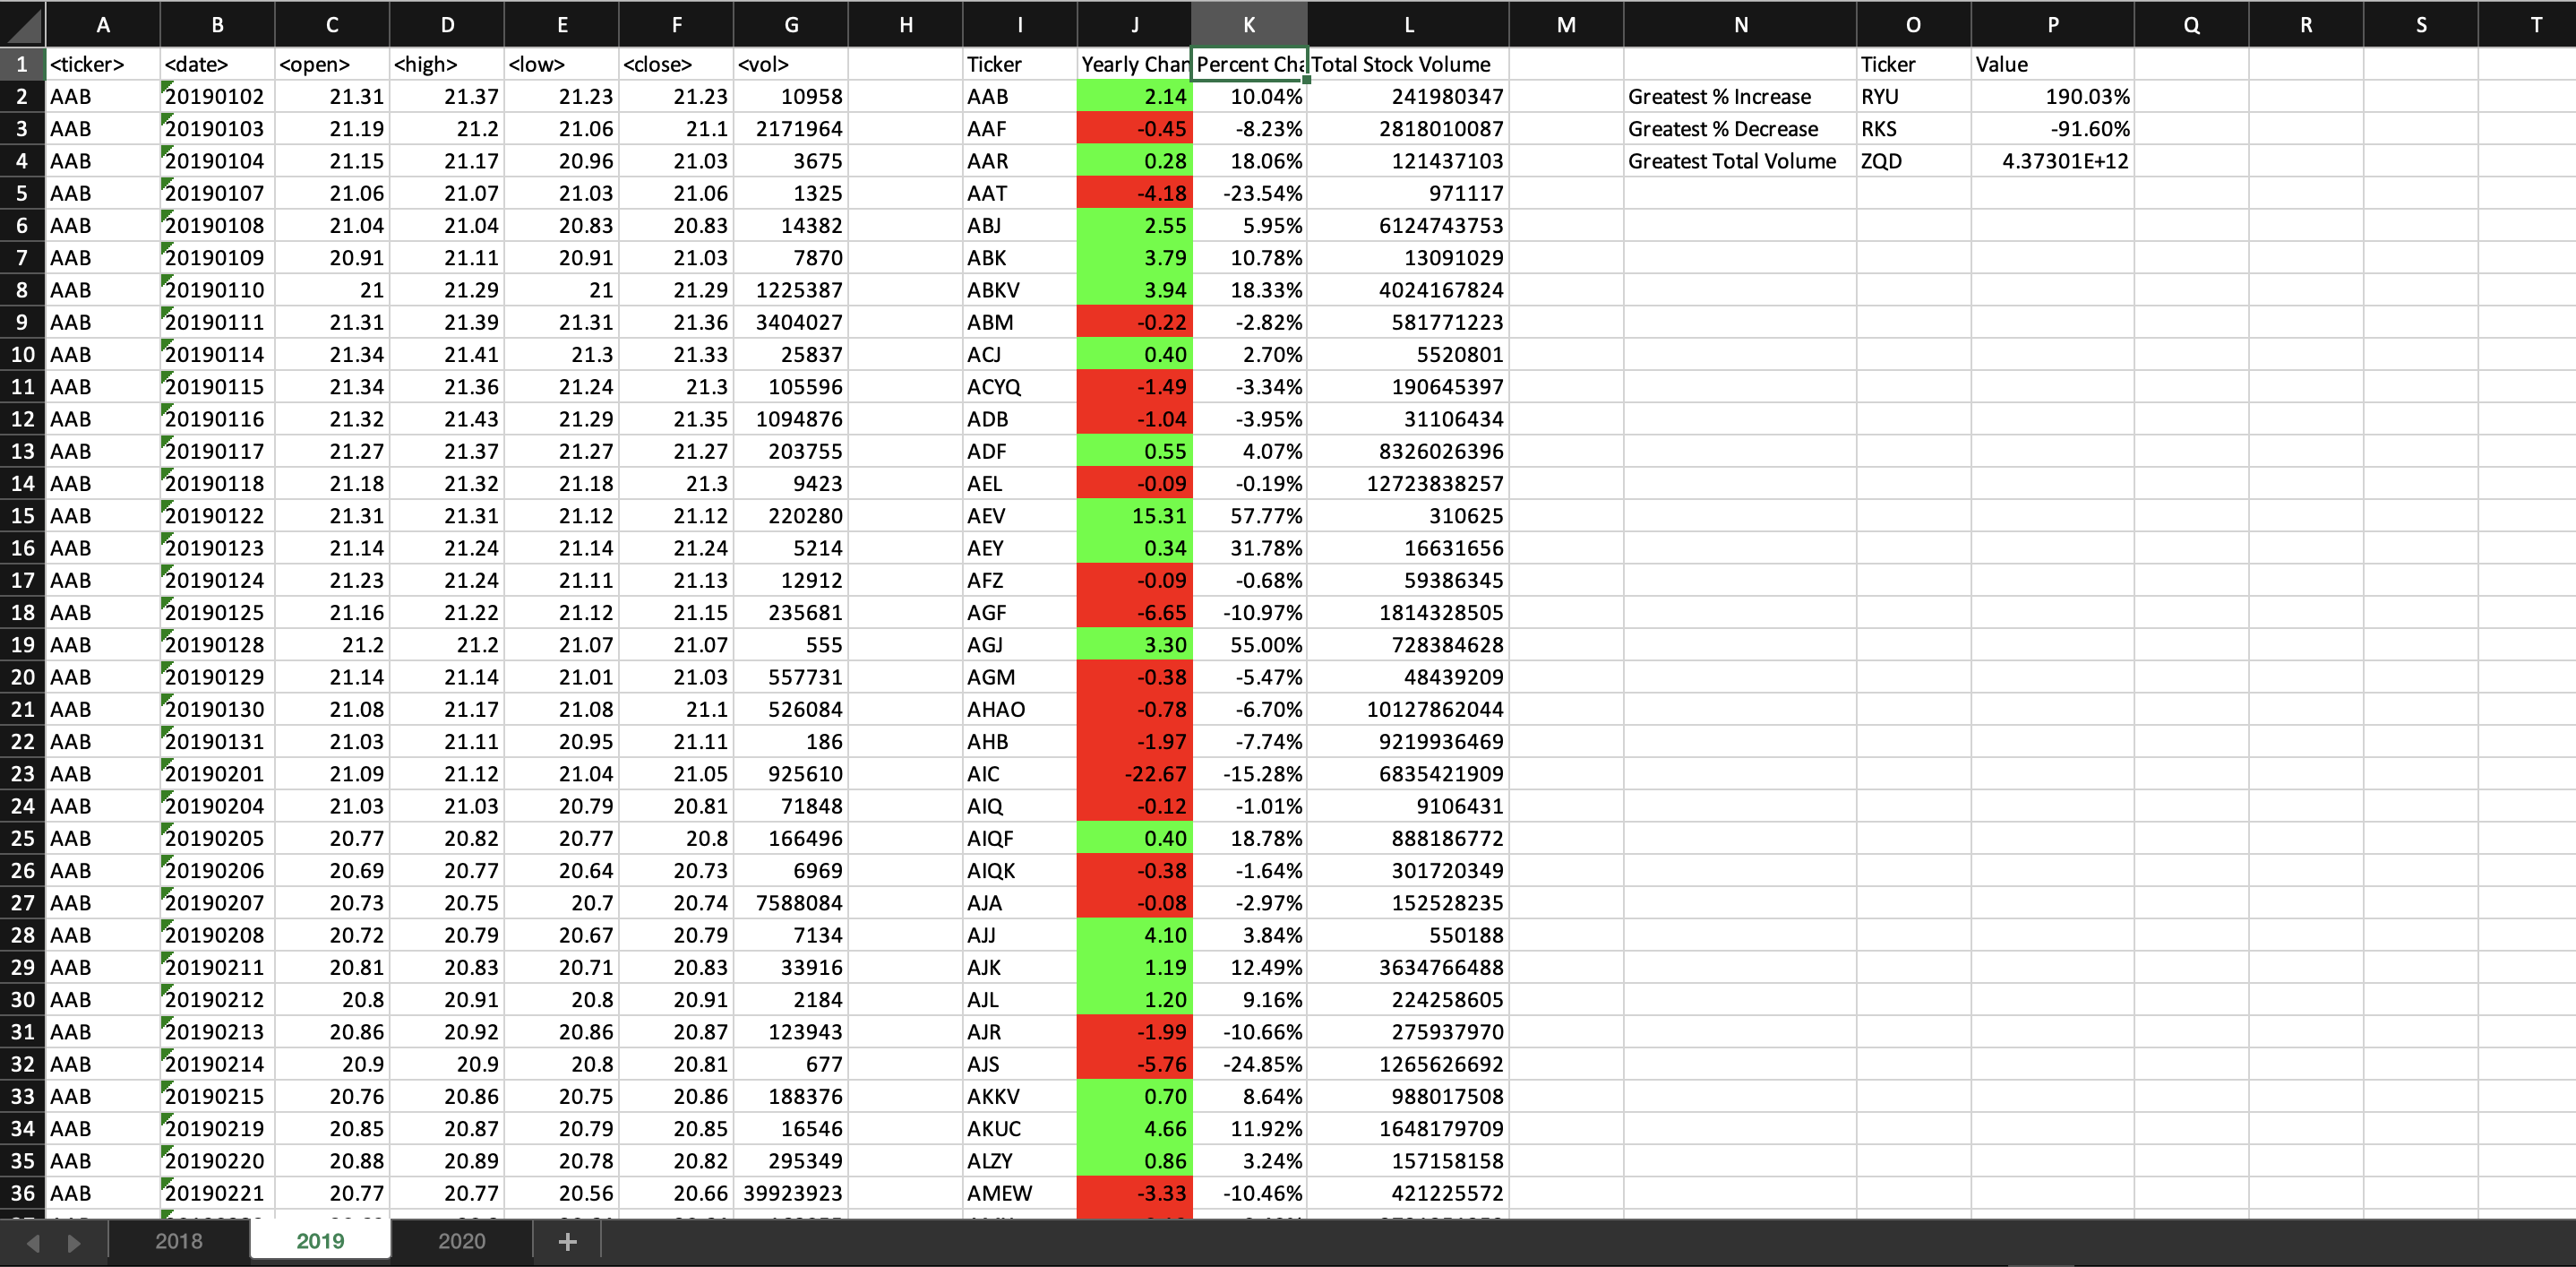 A B C D E F G H I J K L M N O P Q R S T
1 <ticker> <date> <open> <high> <low> <close> <vol> Ticker Yearly Chan Percent Cha Total Stock Volume Ticker Value
2 AAB 20190102 21.31 21.37 21.23 21.23 10958 AAB 2.14 10.04% 241980347 Greatest % Increase RYU 190.03%
3 AAB 20190103 21.19 21.2 21.06 21.1 2171964 AAF -0.45 -8.23% 2818010087 Greatest % Decrease RKS -91.60%
4 AAB 20190104 21.15 21.17 20.96 21.03 3675 AAR 0.28 18.06% 121437103 Greatest Total Volume ZQD 4.37301E+12
5 AAB 20190107 21.06 21.07 21.03 21.06 1325 AAT -4.18 -23.54% 971117
6 AAB 20190108 21.04 21.04 20.83 20.83 14382 ABJ 2.55 5.95% 6124743753
7 AAB 20190109 20.91 21.11 20.91 21.03 7870 ABK 3.79 10.78% 13091029
8 AAB 20190110 21 21.29 21 21.29 1225387 ABKV 3.94 18.33% 4024167824
9 AAB 20190111 21.31 21.39 21.31 21.36 3404027 ABM -0.22 -2.82% 581771223
10 AAB 20190114 21.34 21.41 21.3 21.33 25837 ACJ 0.40 2.70% 5520801
11 AAB 20190115 21.34 21.36 21.24 21.3 105596 ACYQ -1.49 -3.34% 190645397
12 AAB 20190116 21.32 21.43 21.29 21.35 1094876 ADB -1.04 -3.95% 31106434
13 AAB 20190117 21.27 21.37 21.27 21.27 203755 ADF 0.55 4.07% 8326026396
14 AAB 20190118 21.18 21.32 21.18 21.3 9423 AEL -0.09 -0.19% 12723838257
15 AAB 20190122 21.31 21.31 21.12 21.12 220280 AEV 15.31 57.77% 310625
16 AAB 20190123 21.14 21.24 21.14 21.24 5214 AEY 0.34 31.78% 16631656
17 AAB 20190124 21.23 21.24 21.11 21.13 12912 AFZ -0.09 -0.68% 59386345
18 AAB 20190125 21.16 21.22 21.12 21.15 235681 AGF -6.65 -10.97% 1814328505
19 AAB 20190128 21.2 21.2 21.07 21.07 555 AGJ 3.30 55.00% 728384628
20 AAB 20190129 21.14 21.14 21.01 21.03 557731 AGM -0.38 -5.47% 48439209
21 AAB 20190130 21.08 21.17 21.08 21.1 526084 AHAO -0.78 -6.70% 10127862044
22 AAB 20190131 21.03 21.11 20.95 21.11 186 AHB -1.97 -7.74% 9219936469
23 AAB 20190201 21.09 21.12 21.04 21.05 925610 AIC -22.67 -15.28% 6835421909
24 AAB 20190204 21.03 21.03 20.79 20.81 71848 AIQ -0.12 -1.01% 9106431
25 AAB 20190205 20.77 20.82 20.77 20.8 166496 AIQF 0.40 18.78% 888186772
26 AAB 20190206 20.69 20.77 20.64 20.73 6969 AIQK -0.38 -1.64% 301720349
27 AAB 20190207 20.73 20.75 20.7 20.74 7588084 AJA -0.08 -2.97% 152528235
28 AAB 20190208 20.72 20.79 20.67 20.79 7134 AJJ 4.10 3.84% 550188
29 AAB 20190211 20.81 20.83 20.71 20.83 33916 AJK 1.19 12.49% 3634766488
30 AAB 20190212 20.8 20.91 20.8 20.91 2184 AJL 1.20 9.16% 224258605
31 AAB 20190213 20.86 20.92 20.86 20.87 123943 AJR -1.99 -10.66% 275937970
32 AAB 20190214 20.9 20.9 20.8 20.81 677 AJS -5.76 -24.85% 1265626692
33 AAB 20190215 20.76 20.86 20.75 20.86 188376 AKKV 0.70 8.64% 988017508
34 AAB 20190219 20.85 20.87 20.79 20.85 16546 AKUC 4.66 11.92% 1648179709
35 AAB 20190220 20.88 20.89 20.78 20.82 295349 ALZY 0.86 3.24% 157158158
36 AAB 20190221 20.77 20.77 20.56 20.66 39923923 AMEW -3.33 -10.46% 421225572
2018 2019 2020 +